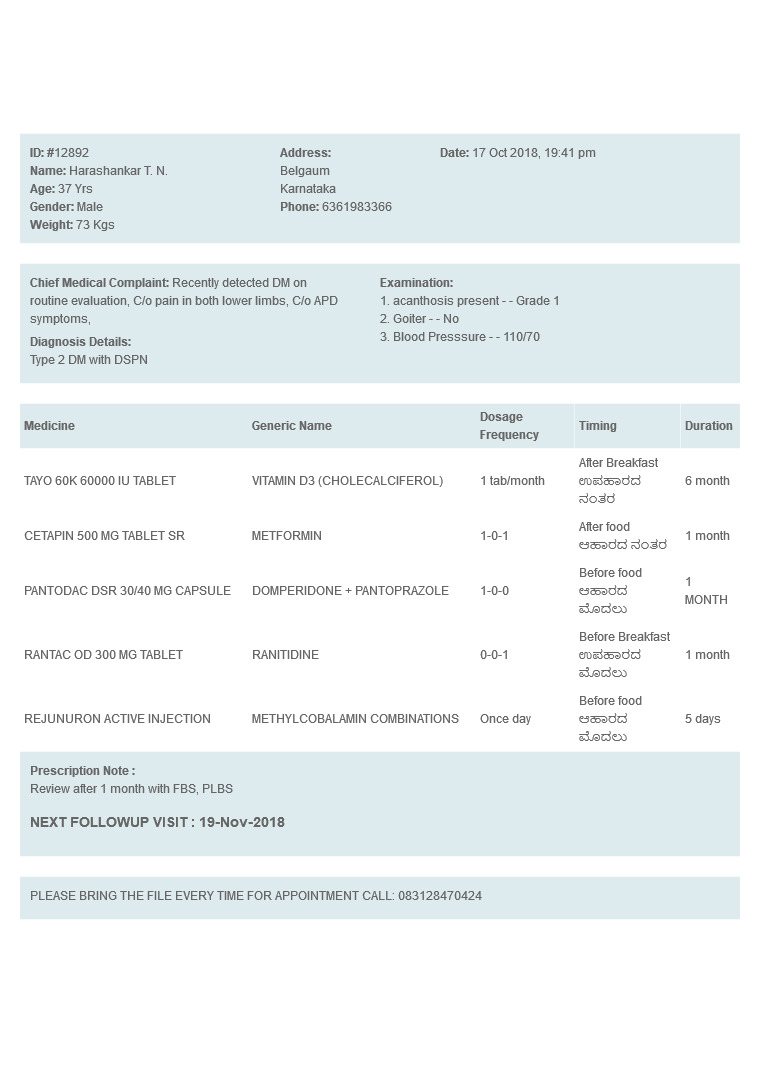 ID: #12892
Name: Harashankar T. N.
Age: 37 Yrs
Gender: Male
Weight: 73 Kgs
Address:
Belgaum
Karnataka
Phone: 6361983366
Date: 17 Oct 2018, 19:41 pm
Chief Medical Complaint: Recently detected DM on
routine evaluation, C/o pain in both lower limbs, C/o APD
symptoms,
Diagnosis Details:
Type 2 DM with DSPN
Examination:
1. acanthosis present - - Grade 1
2. Goiter - - No
3. Blood Presssure - - 110/70
Medicine Generic Name Dosage Frequency Timing Duration
TAYO 60K 60000 IU TABLET VITAMIN D3 (CHOLECALCIFEROL) 1 tab/month After Breakfast ಉಪಹಾರದ ನಂತರ 6 month
CETAPIN 500 MG TABLET SR METFORMIN 1-0-1 After food ಆಹಾರದ ನಂತರ 1 month
PANTODAC DSR 30/40 MG CAPSULE DOMPERIDONE + PANTOPRAZOLE 1-0-0 Before food ಆಹಾರದ ಮೊದಲು 1 MONTH
RANTAC OD 300 MG TABLET RANITIDINE 0-0-1 Before Breakfast ಉಪಹಾರದ ಮೊದಲು 1 month
REJUNURON ACTIVE INJECTION METHYLCOBALAMIN COMBINATIONS Once day Before food ಆಹಾರದ ಮೊದಲು 5 days
Prescription Note :
Review after 1 month with FBS, PLBS
NEXT FOLLOWUP VISIT : 19-Nov-2018
PLEASE BRING THE FILE EVERY TIME FOR APPOINTMENT CALL: 083128470424